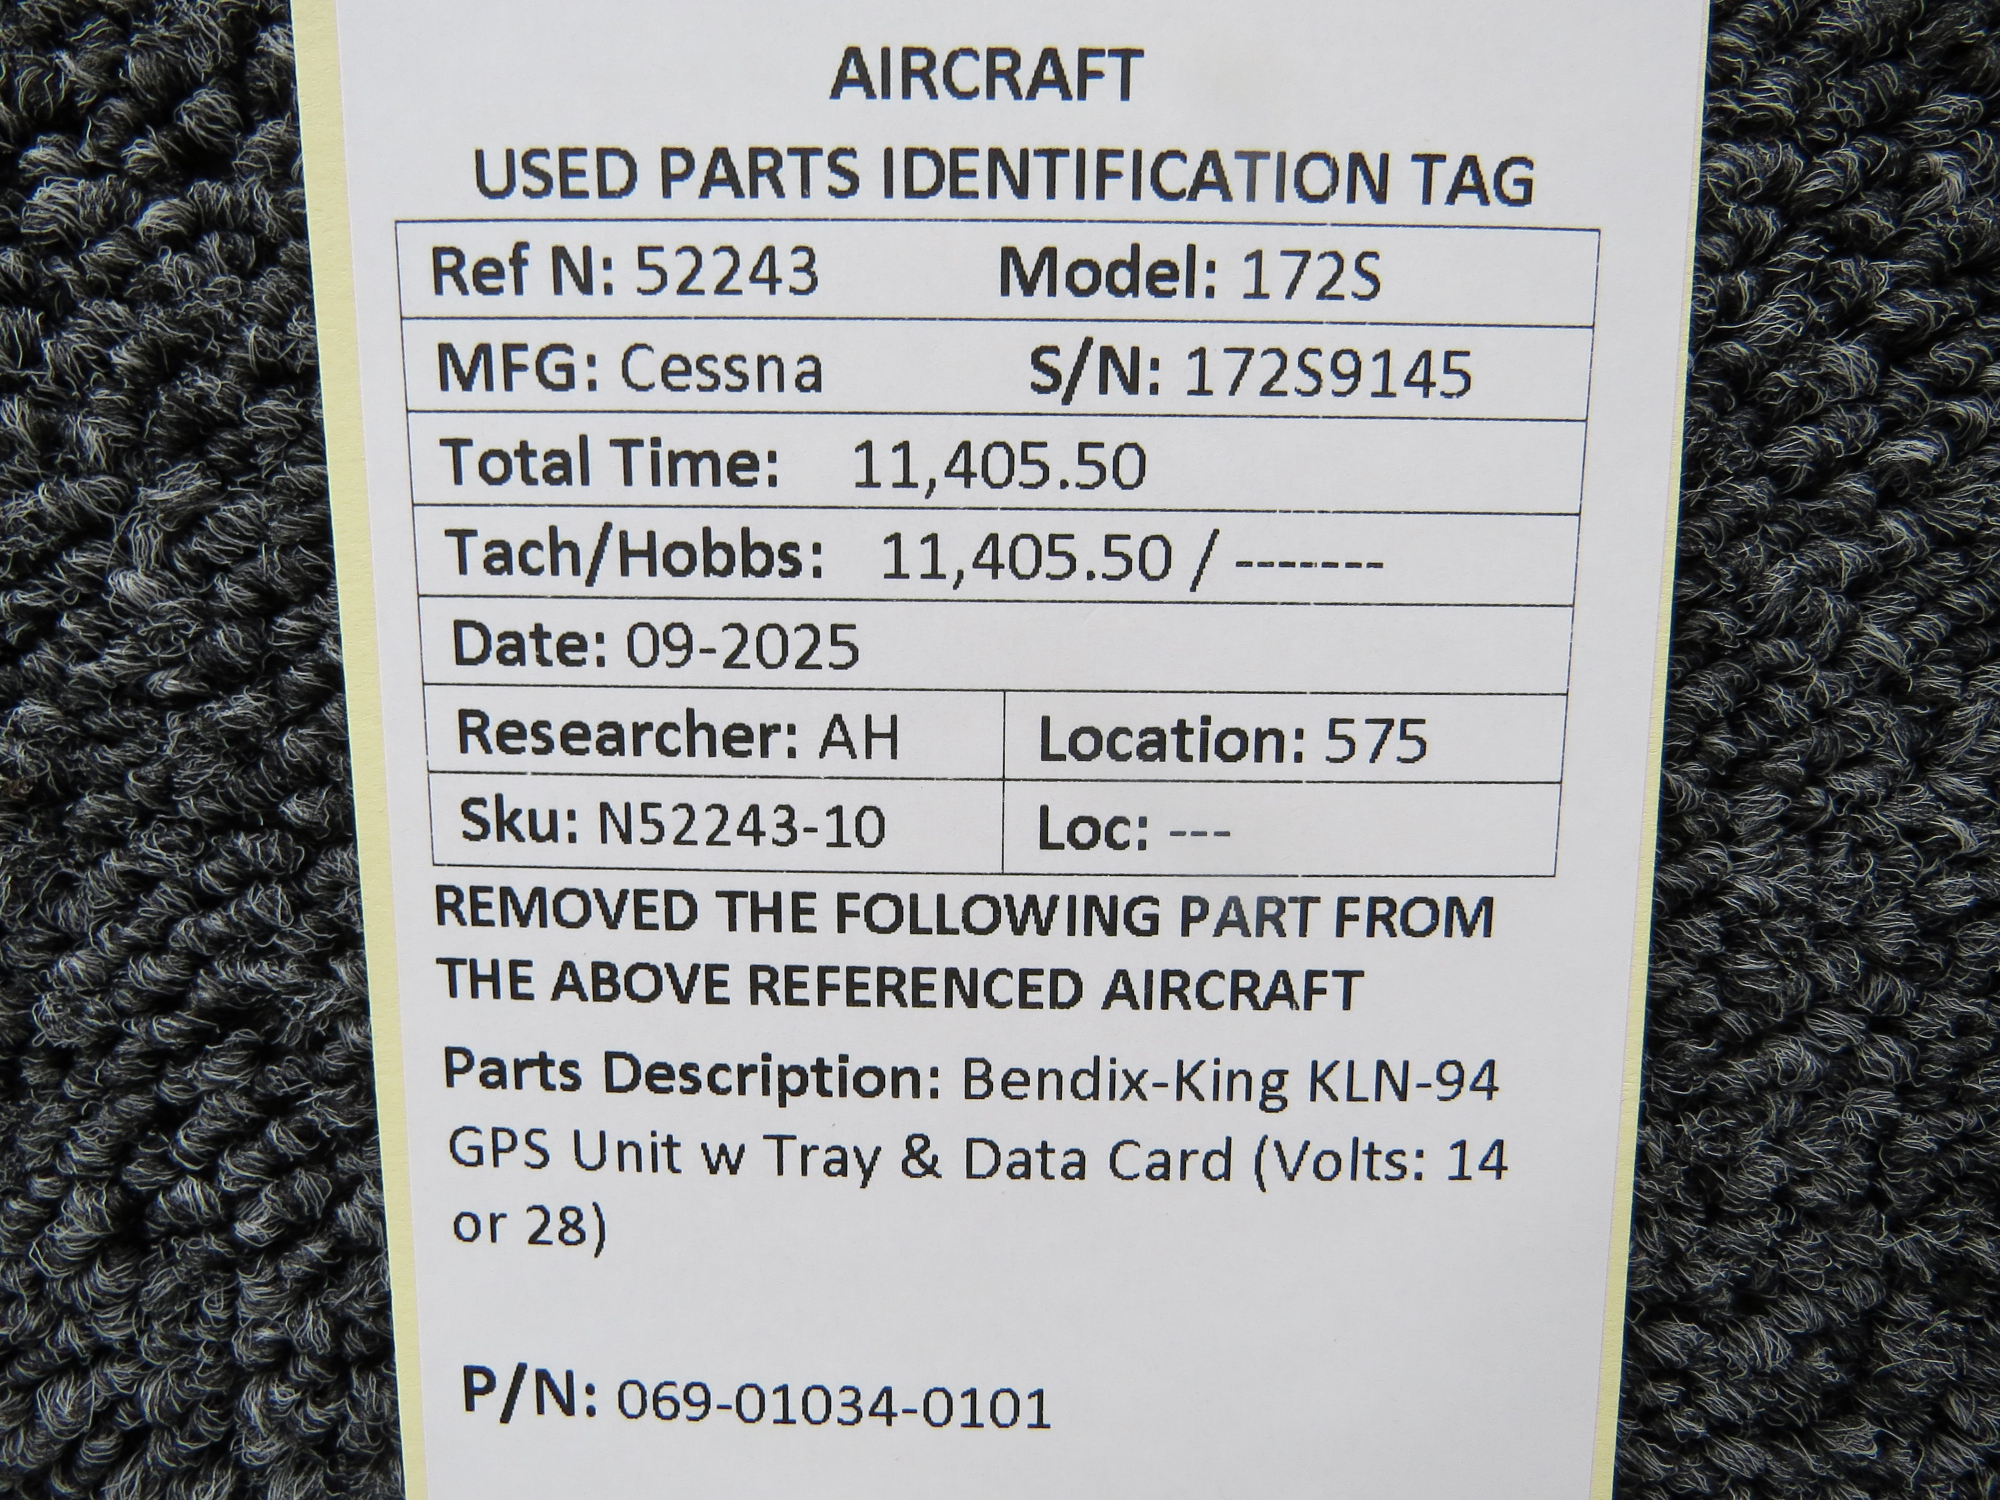 AIRCRAFT
USED PARTS IDENTIFICATION TAG
Ref N: 52243 Model: 172S
MFG: Cessna S/N: 172S9145
Total Time: 11,405.50
Tach/Hobbs: 11,405.50 / -------
Date: 09-2025
Researcher: AH Location: 575
Sku: N52243-10 Loc: ---
REMOVED THE FOLLOWING PART FROM
THE ABOVE REFERENCED AIRCRAFT
Parts Description: Bendix-King KLN-94
GPS Unit w Tray & Data Card (Volts: 14
or 28)
P/N: 069-01034-0101